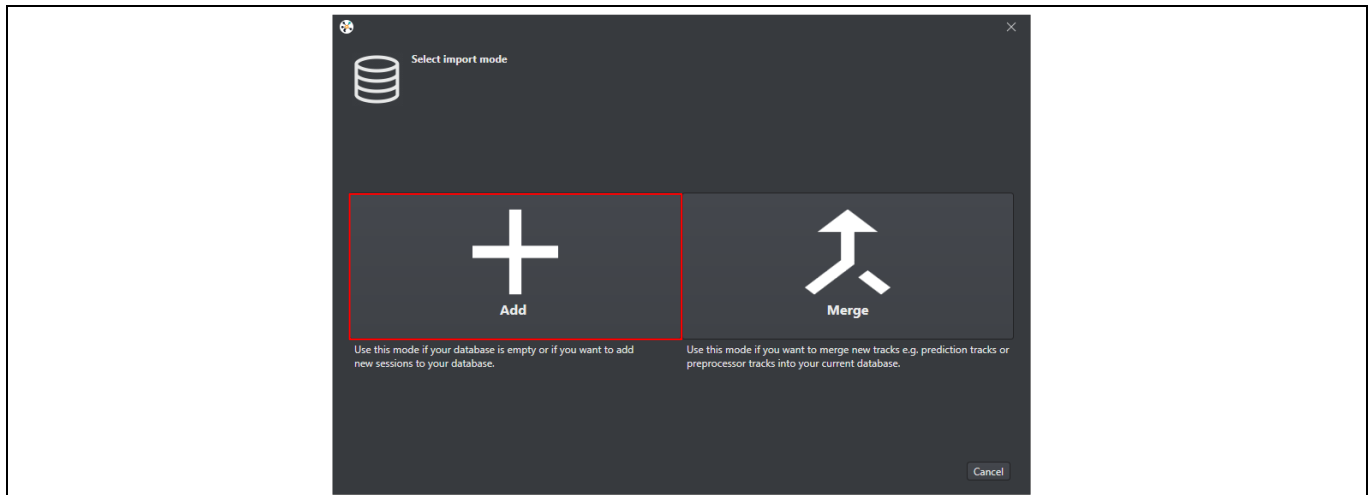 Select import mode
Add
Use this mode if your database is empty or if you want to add
new sessions to your database.
Merge
Use this mode if you want to merge new tracks e.g. prediction tracks or
preprocessor tracks into your current database.
Cancel